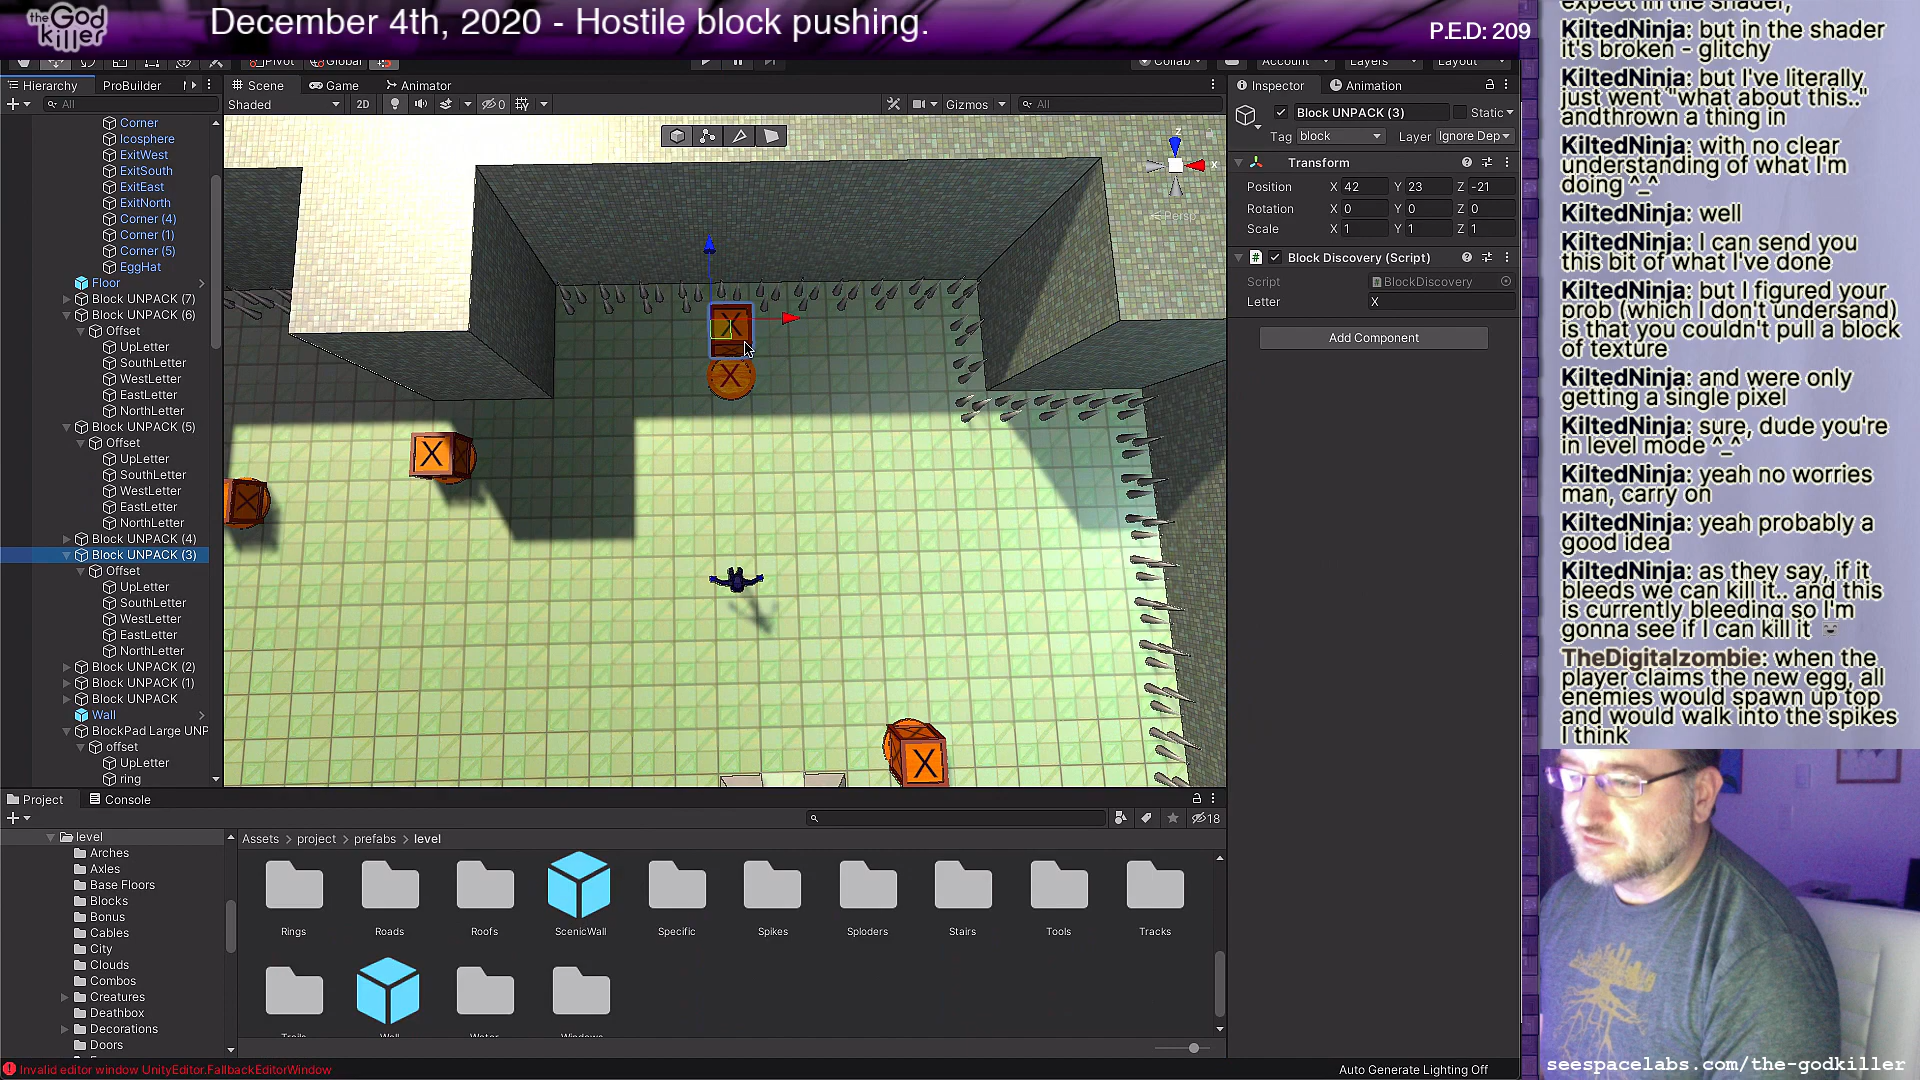 the God killer
December 4th, 2020 - Hostile block pushing.
P.E.D: 209
Pivot Global
Collab Account Layers Layout
Hierarchy ProBuilder
Scene Game Animator
Inspector Animation
All
Shaded 2D 0 Gizmos All
Block UNPACK (3) Static
Tag block Layer Ignore Dep
Transform
Position X 42 Y 23 Z -21
Rotation X 0 Y 0 Z 0
Scale X 1 Y 1 Z 1
Block Discovery (Script)
Script BlockDiscovery
Letter X
Add Component
Corner
Icosphere
ExitWest
ExitSouth
ExitEast
ExitNorth
Corner (4)
Corner (1)
Corner (5)
EggHat
Floor
Block UNPACK (7)
Block UNPACK (6)
Offset
UpLetter
SouthLetter
WestLetter
EastLetter
NorthLetter
Block UNPACK (5)
Offset
UpLetter
SouthLetter
WestLetter
EastLetter
NorthLetter
Block UNPACK (4)
Block UNPACK (3)
Offset
UpLetter
SouthLetter
WestLetter
EastLetter
NorthLetter
Block UNPACK (2)
Block UNPACK (1)
Block UNPACK
Wall
BlockPad Large UNP
offset
UpLetter
ring
z
x
Persp
X
X
X
X
X
Project Console
18
level
Arches
Axles
Base Floors
Blocks
Bonus
Cables
City
Clouds
Combos
Creatures
Deathbox
Decorations
Doors
Assets > project > prefabs > level
Rings Roads Roofs ScenicWall Specific Spikes Sploders Stairs Tools Tracks
Invalid editor window UnityEditor.FallbackEditorWindow
Auto Generate Lighting Off
expect in the shader,
KiltedNinja: but in the shader
it's broken - glitchy
KiltedNinja: but I've literally
just went "what about this.."
andthrown a thing in
KiltedNinja: with no clear
understanding of what I'm
doing ^_^
KiltedNinja: well
KiltedNinja: I can send you
this bit of what I've done
KiltedNinja: but I figured your
prob (which I don't undersand)
is that you couldn't pull a block
of texture
KiltedNinja: and were only
getting a single pixel
KiltedNinja: sure, dude you're
in level mode ^_^
KiltedNinja: yeah no worries
man, carry on
KiltedNinja: yeah probably a
good idea
KiltedNinja: as they say, if it
bleeds we can kill it.. and this
is currently bleeding so I'm
gonna see if I can kill it
TheDigitalzombie: when the
player claims the new egg, all
enemies would spawn up top
and would walk into the spikes
I think
seespacelabs.com/the-godkiller